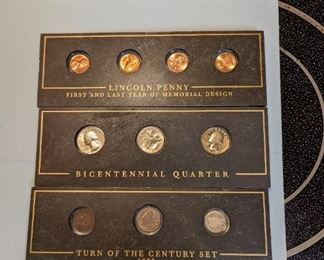 LINCOLN PENNY
FIRST AND LAST YEAR OF MEMORIAL DESIGN
BICENTENNIAL QUARTER
TURN OF THE CENTURY SET